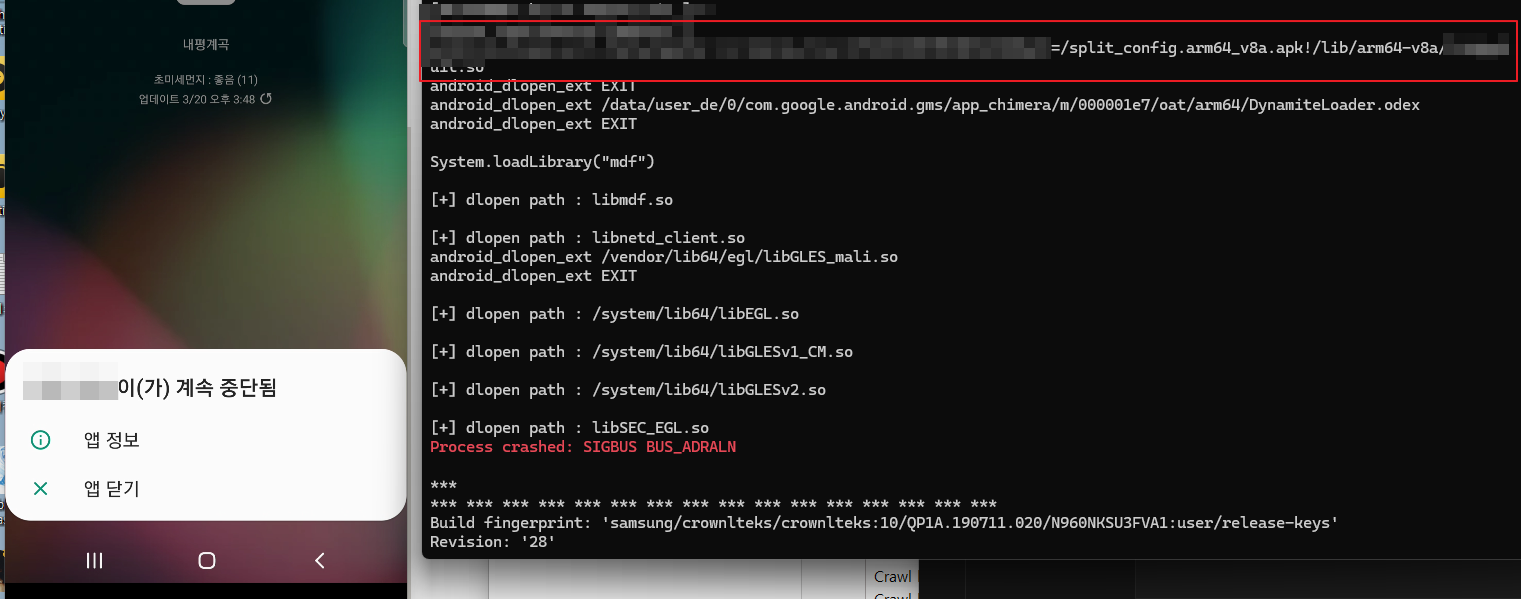 내평계곡
초미세먼지 : 좋음 (11)
업데이트 3/20 오후 3:48
이(가) 계속 중단됨
앱 정보
앱 닫기
=/split_config.arm64_v8a.apk!/lib/arm64-v8a/
android_dlopen_ext EXIT
android_dlopen_ext /data/user_de/0/com.google.android.gms/app_chimera/m/000001e7/oat/arm64/DynamiteLoader.odex
android_dlopen_ext EXIT
System.loadLibrary("mdf")
[+] dlopen path : libmdf.so
[+] dlopen path : libnetd_client.so
android_dlopen_ext /vendor/lib64/egl/libGLES_mali.so
android_dlopen_ext EXIT
[+] dlopen path : /system/lib64/libEGL.so
[+] dlopen path : /system/lib64/libGLESv1_CM.so
[+] dlopen path : /system/lib64/libGLESv2.so
[+] dlopen path : libSEC_EGL.so
Process crashed: SIGBUS BUS_ADRALN
***
*** *** *** *** *** *** *** *** *** *** *** *** *** *** *** ***
Build fingerprint: 'samsung/crownlteks/crownlteks:10/QP1A.190711.020/N960NKSU3FVA1:user/release-keys'
Revision: '28'
Crawl